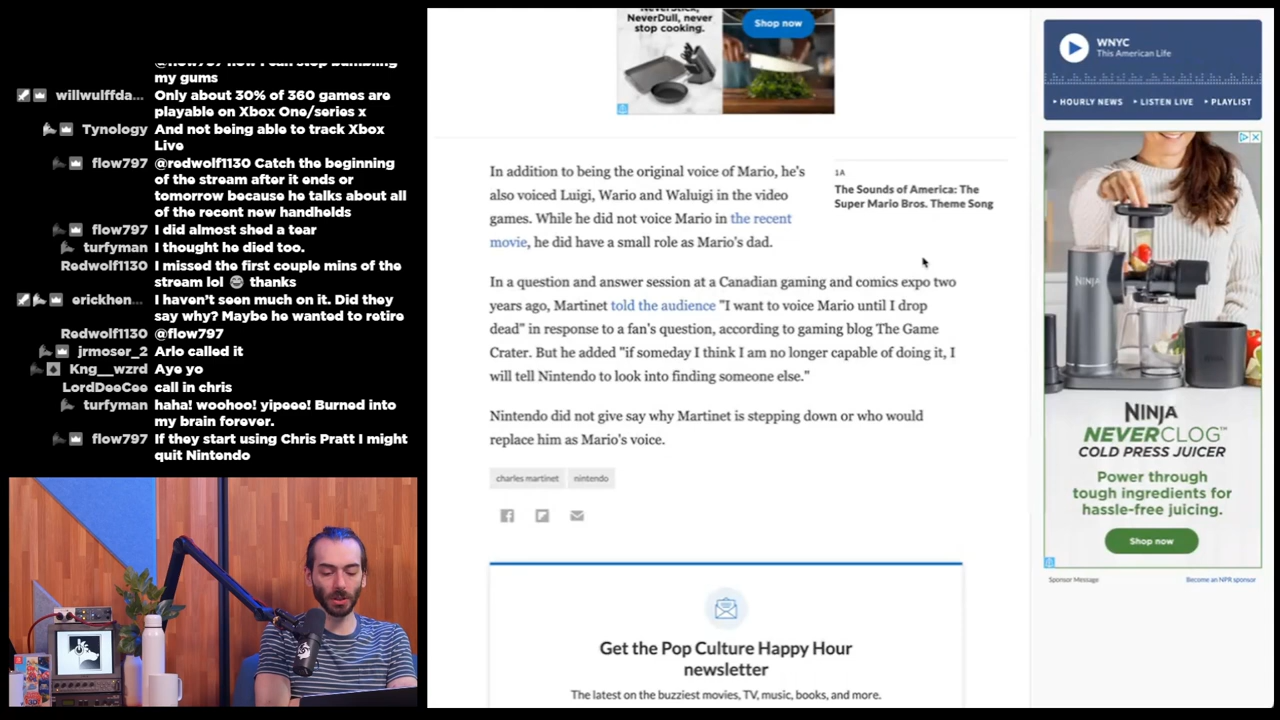 my gums
willwulffda... Only about 30% of 360 games are
playable on Xbox One/series x
Tynology And not being able to track Xbox
Live
flow797 @redwolf1130 Catch the beginning
of the stream after it ends or
tomorrow because he talks about all
of the recent new handhelds
flow797 I did almost shed a tear
turfyman I thought he died too.
Redwolf1130 I missed the first couple mins of the
stream lol 😁 thanks
erickhen... I haven't seen much on it. Did they
say why? Maybe he wanted to retire
Redwolf1130 @flow797
jrmoser_2 Arlo called it
Kng__wzrd Aye yo
LordDeeCee call in chris
turfyman haha! woohoo! yipeee! Burned into
my brain forever.
flow797 If they start using Chris Pratt I might
quit Nintendo
NeverDull, never
stop cooking.
Shop now
In addition to being the original voice of Mario, he's
also voiced Luigi, Wario and Waluigi in the video
games. While he did not voice Mario in the recent
movie, he did have a small role as Mario's dad.
1A
The Sounds of America: The
Super Mario Bros. Theme Song
In a question and answer session at a Canadian gaming and comics expo two
years ago, Martinet told the audience "I want to voice Mario until I drop
dead" in response to a fan's question, according to gaming blog The Game
Crater. But he added "if someday I think I am no longer capable of doing it, I
will tell Nintendo to look into finding someone else."
Nintendo did not give say why Martinet is stepping down or who would
replace him as Mario's voice.
charles martinet nintendo
Get the Pop Culture Happy Hour
newsletter
The latest on the buzziest movies, TV, music, books, and more.
WNYC
This American Life
HOURLY NEWS LISTEN LIVE PLAYLIST
NINJA
NINJA
NEVERCLOG™
COLD PRESS JUICER
Power through
tough ingredients for
hassle-free juicing.
Shop now
Sponsor Message Become an NPR sponsor